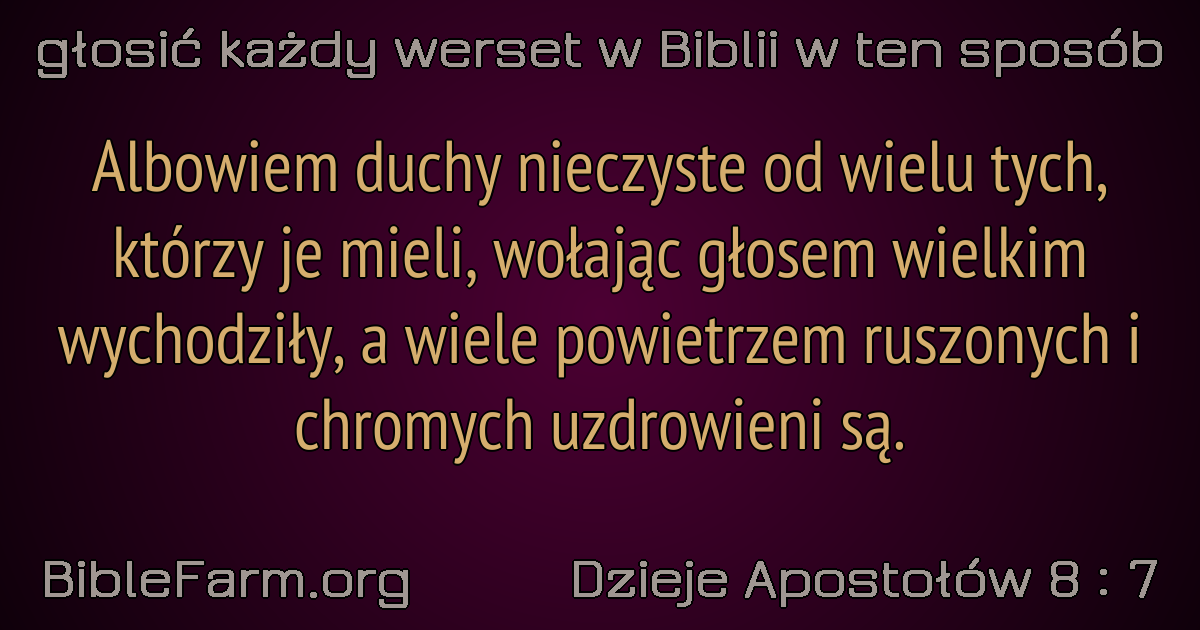 głosić każdy werset w Biblii w ten sposób
Albowiem duchy nieczyste od wielu tych,
którzy je mieli, wołając głosem wielkim
wychodziły, a wiele powietrzem ruszonych i
chromych uzdrowieni są.
BibleFarm.org
Dzieje Apostołów 8 : 7